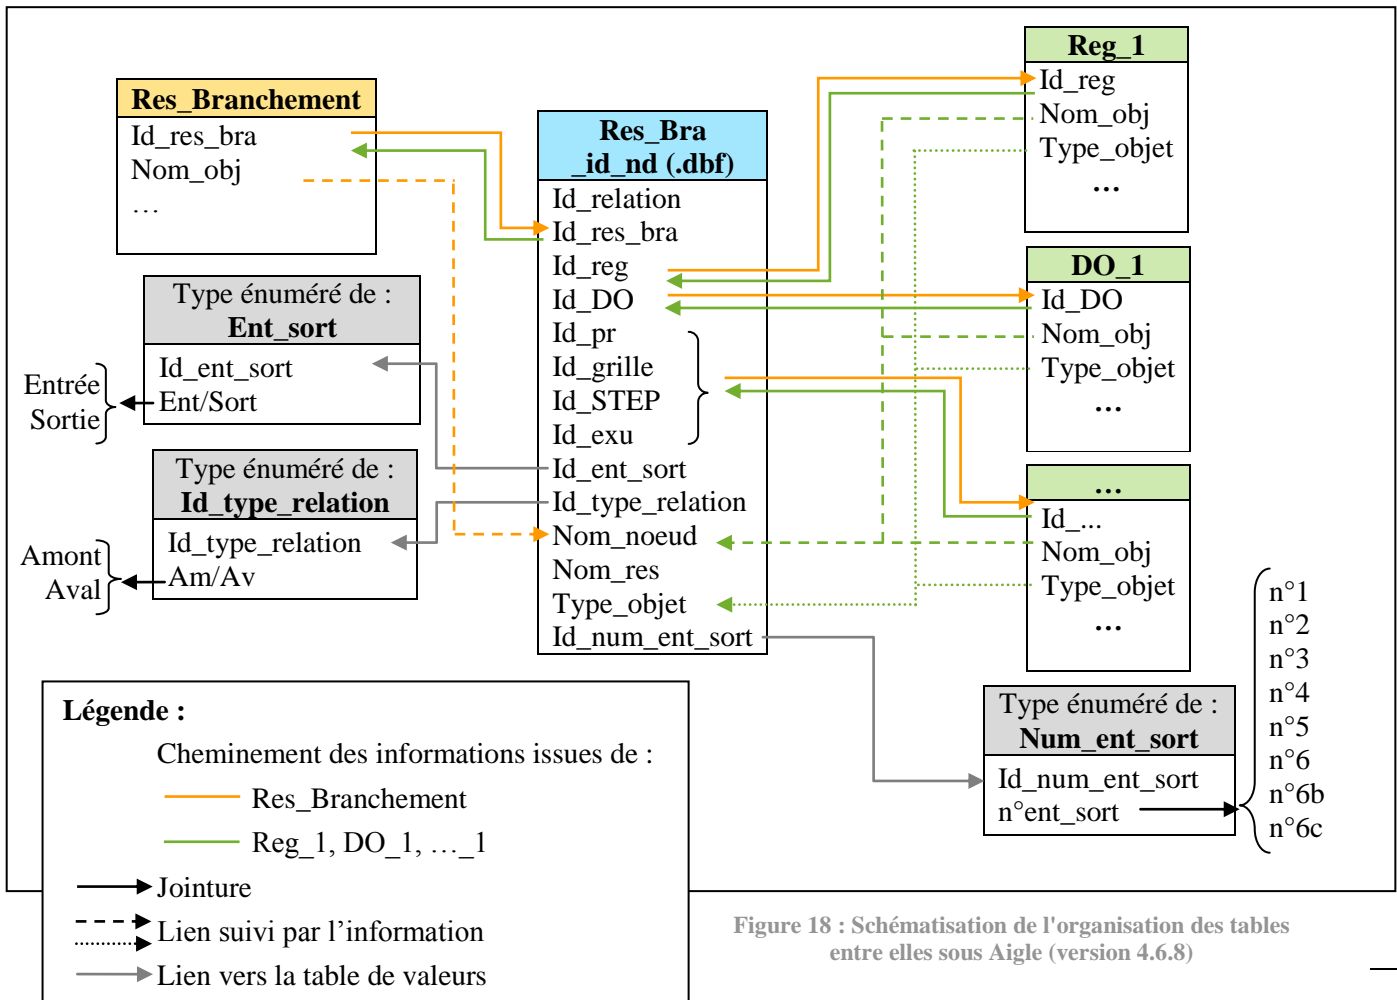 Res_Branchement
Id_res_bra
Nom_obj
…
Type énuméré de :
Ent_sort
Id_ent_sort
Ent/Sort
Entrée
Sortie
Type énuméré de :
Id_type_relation
Id_type_relation
Am/Av
Amont
Aval
Res_Bra
_id_nd (.dbf)
Id_relation
Id_res_bra
Id_reg
Id_DO
Id_pr
Id_grille
Id_STEP
Id_exu
Id_ent_sort
Id_type_relation
Nom_noeud
Nom_res
Type_objet
Id_num_ent_sort
Reg_1
Id_reg
Nom_obj
Type_objet
…
DO_1
Id_DO
Nom_obj
Type_objet
…
…
Id_...
Nom_obj
Type_objet
…
Type énuméré de :
Num_ent_sort
Id_num_ent_sort
n°ent_sort
n°1
n°2
n°3
n°4
n°5
n°6
n°6b
n°6c
Légende :
Cheminement des informations issues de :
Res_Branchement
Reg_1, DO_1, …_1
Jointure
Lien suivi par l’information
Lien vers la table de valeurs
Figure 18 : Schématisation de l'organisation des tables
entre elles sous Aigle (version 4.6.8)